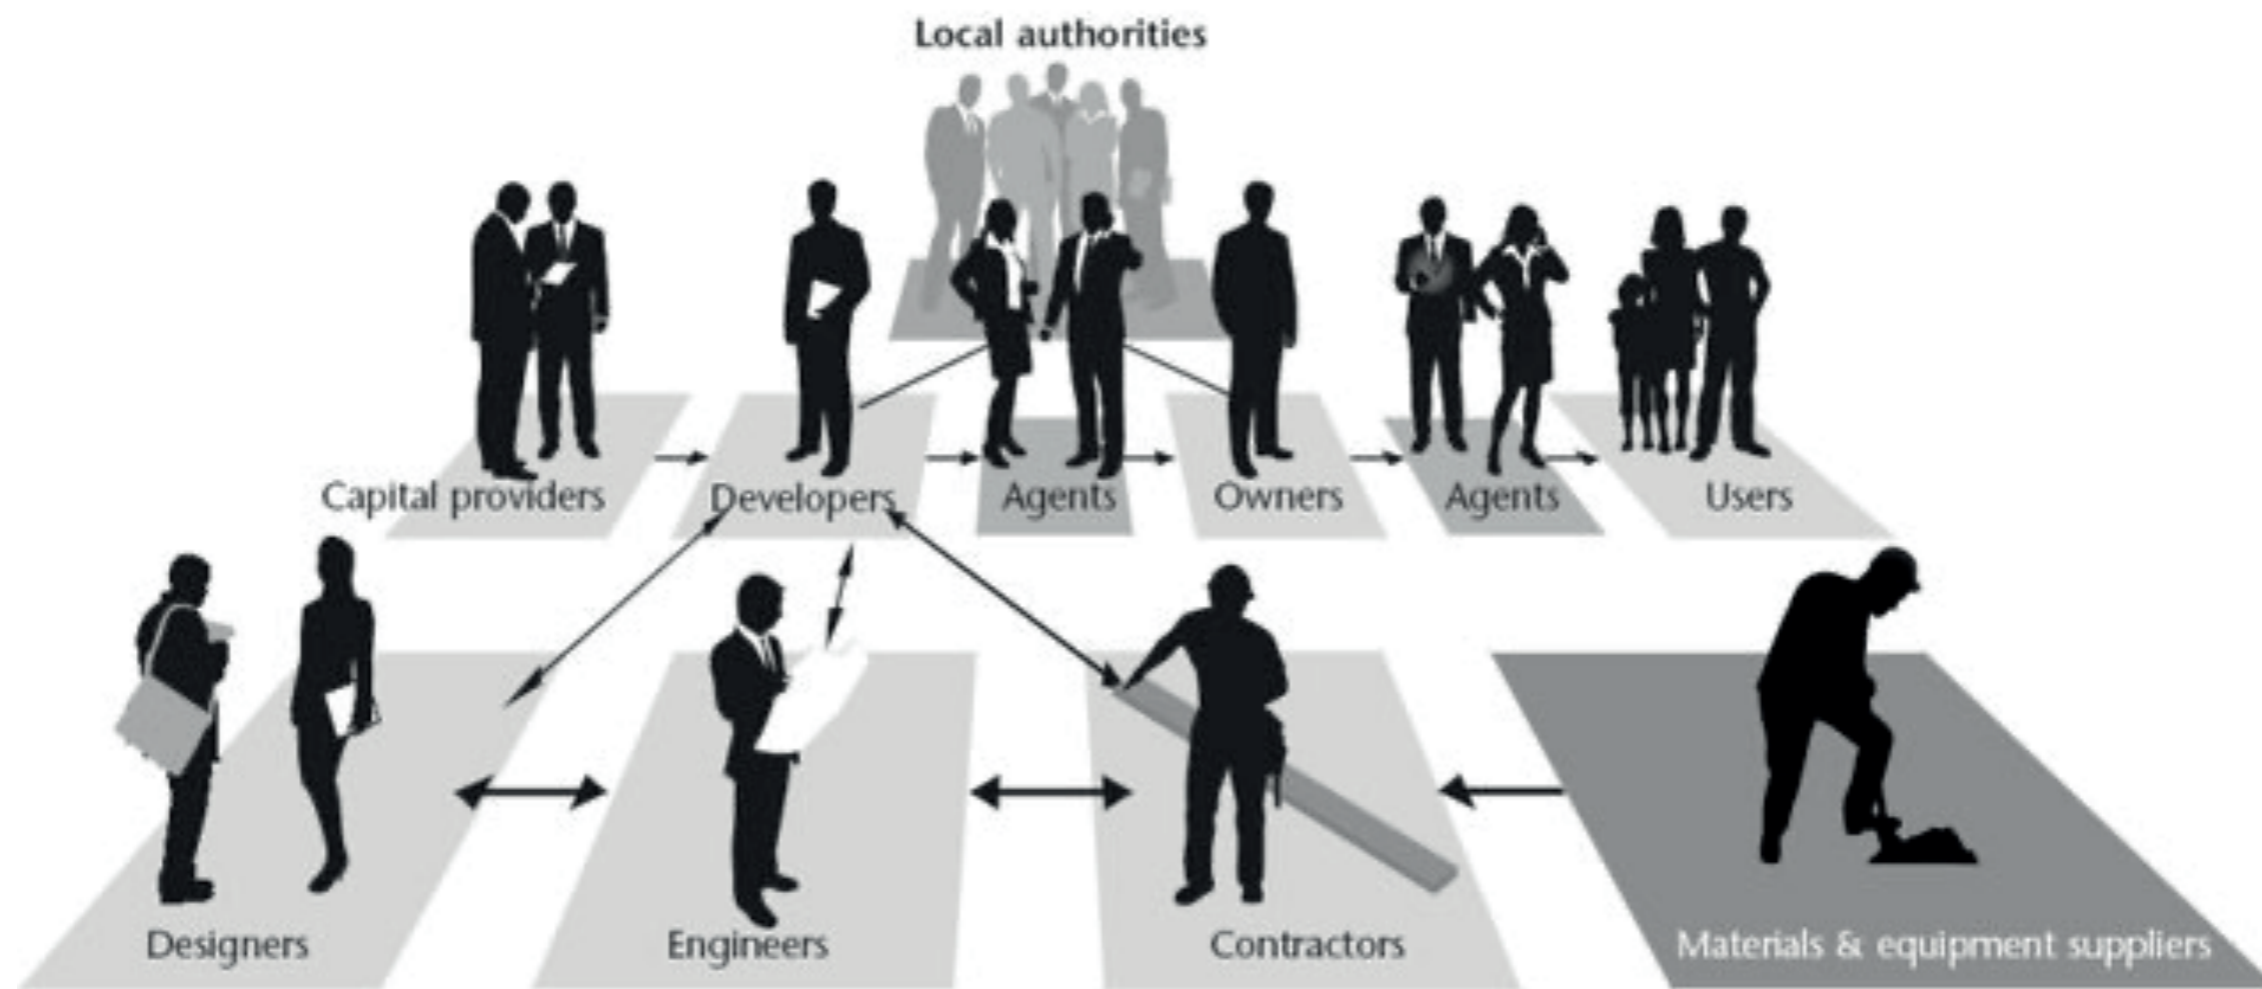 Local authorities
Capital providers
Developers
Agents
Owners
Agents
Users
Designers
Engineers
Contractors
Materials & equipment suppliers